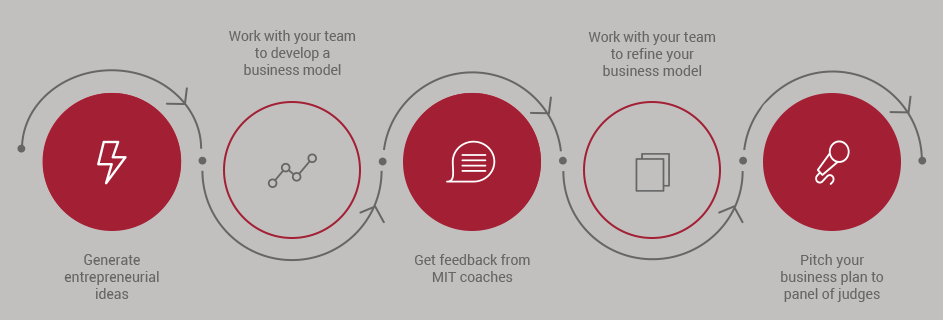 Generate
entrepreneurial
ideas
Work with your team
to develop a
business model
Get feedback from
MIT coaches
Work with your team
to refine your
business model
Pitch your
business plan to
panel of judges